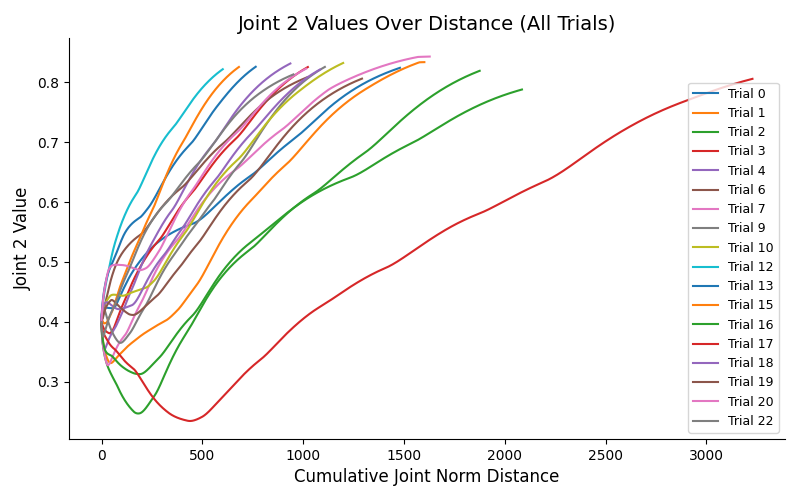 Joint 2 Values Over Distance (All Trials)
Joint 2 Value
0.8
0.7
0.6
0.5
0.4
0.3
0
500
1000
1500
2000
2500
3000
Cumulative Joint Norm Distance
Trial 0
Trial 1
Trial 2
Trial 3
Trial 4
Trial 6
Trial 7
Trial 9
Trial 10
Trial 12
Trial 13
Trial 15
Trial 16
Trial 17
Trial 18
Trial 19
Trial 20
Trial 22